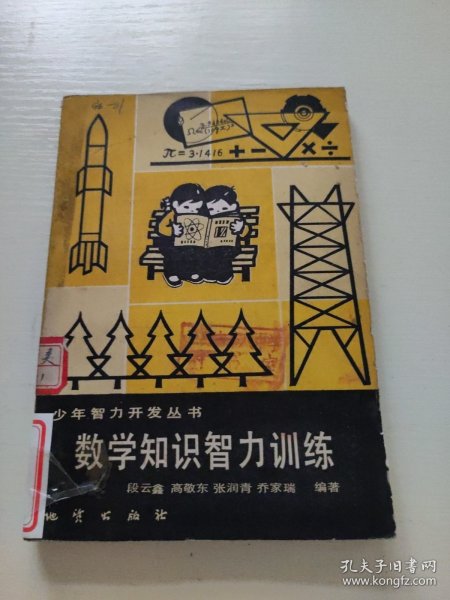 π=3.1416 +-×÷
少年智力开发丛书
数学知识智力训练
段云鑫 高敬东 张润青 乔家瑞 编著
地质出版社
孔夫子旧书网
www.kongfz.com